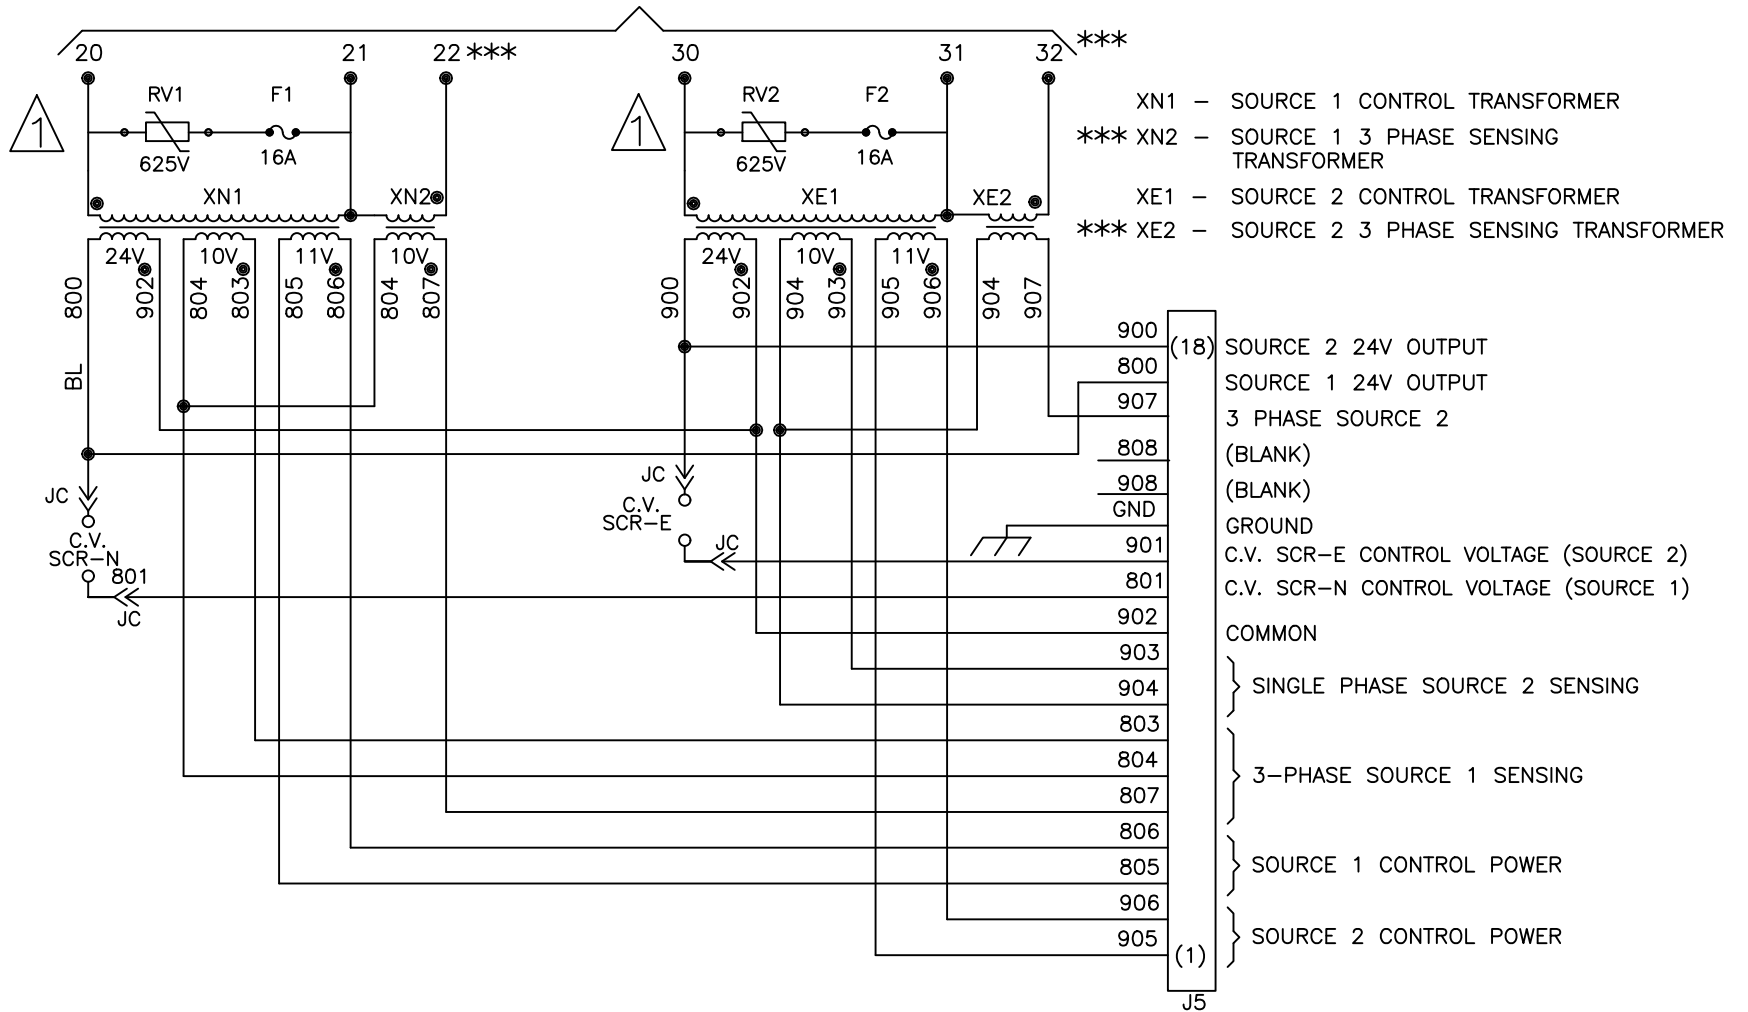 20
21
22 ***
30
31
32 ***
1
RV1
F1
625V
16A
1
RV2
F2
625V
16A
XN1 – SOURCE 1 CONTROL TRANSFORMER
*** XN2 – SOURCE 1 3 PHASE SENSING
TRANSFORMER
XE1 – SOURCE 2 CONTROL TRANSFORMER
*** XE2 – SOURCE 2 3 PHASE SENSING TRANSFORMER
XN1
XN2
XE1
XE2
24V
10V
11V
10V
24V
10V
11V
800
902
804
803
805
806
804
807
900
902
904
903
905
906
904
907
BL
JC
C.V.
SCR–N
801
JC
JC
C.V.
SCR–E
JC
900 (18) SOURCE 2 24V OUTPUT
800 SOURCE 1 24V OUTPUT
907 3 PHASE SOURCE 2
808 (BLANK)
908 (BLANK)
GND GROUND
901 C.V. SCR–E CONTROL VOLTAGE (SOURCE 2)
801 C.V. SCR–N CONTROL VOLTAGE (SOURCE 1)
902 COMMON
903
904
SINGLE PHASE SOURCE 2 SENSING
803
804
807
3–PHASE SOURCE 1 SENSING
806
805
SOURCE 1 CONTROL POWER
906
905 (1)
SOURCE 2 CONTROL POWER
J5